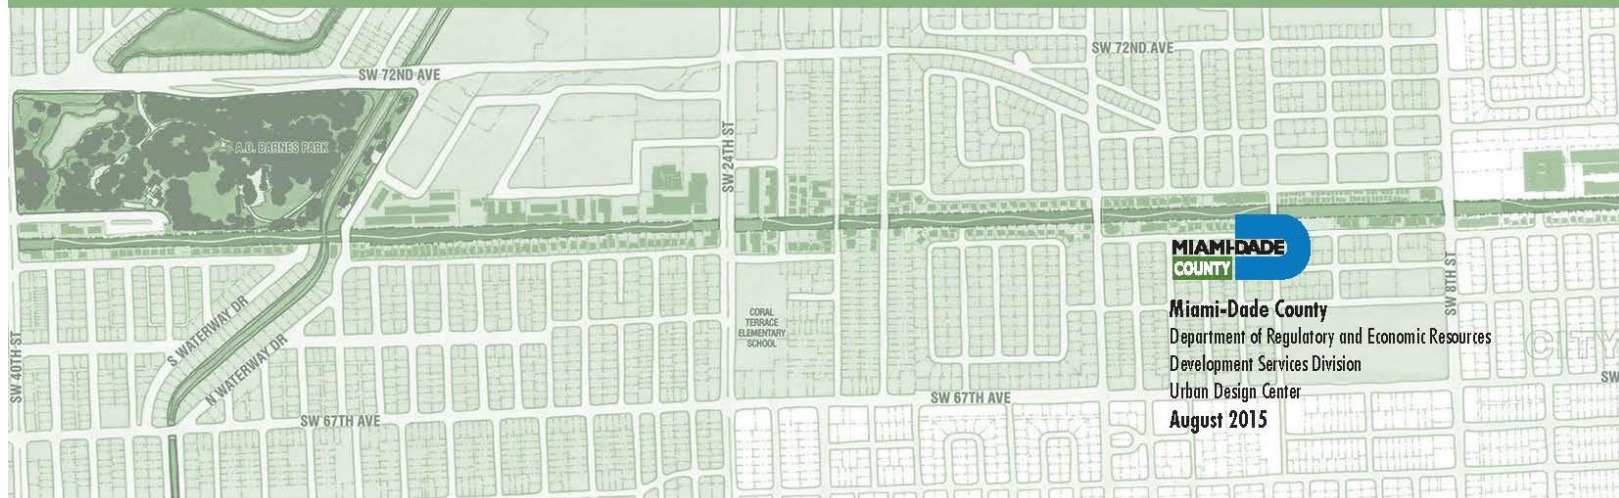 SW 72ND AVE
SW 72ND AVE
A.D. BARNES PARK
SW 24TH ST
MIAMI-DADE
COUNTY
Miami-Dade County
Department of Regulatory and Economic Resources
Development Services Division
Urban Design Center
August 2015
SW 8TH ST
CORAL
TERRACE
ELEMENTARY
SCHOOL
S WATERWAY DR
N WATERWAY DR
SW 40TH ST
SW 67TH AVE
SW 67TH AVE
CITY
SW